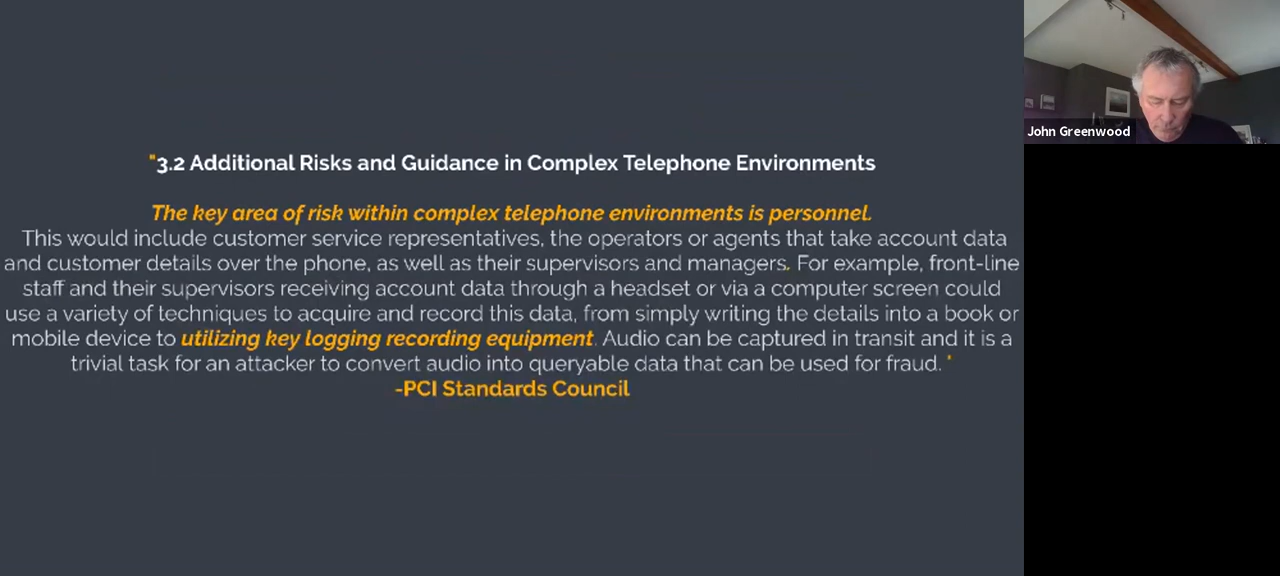 "3.2 Additional Risks and Guidance in Complex Telephone Environments
The key area of risk within complex telephone environments is personnel.
This would include customer service representatives, the operators or agents that take account data
and customer details over the phone, as well as their supervisors and managers. For example, front-line
staff and their supervisors receiving account data through a headset or via a computer screen could
use a variety of techniques to acquire and record this data, from simply writing the details into a book or
mobile device to utilizing key logging recording equipment. Audio can be captured in transit and it is a
trivial task for an attacker to convert audio into queryable data that can be used for fraud. "
-PCI Standards Council
John Greenwood